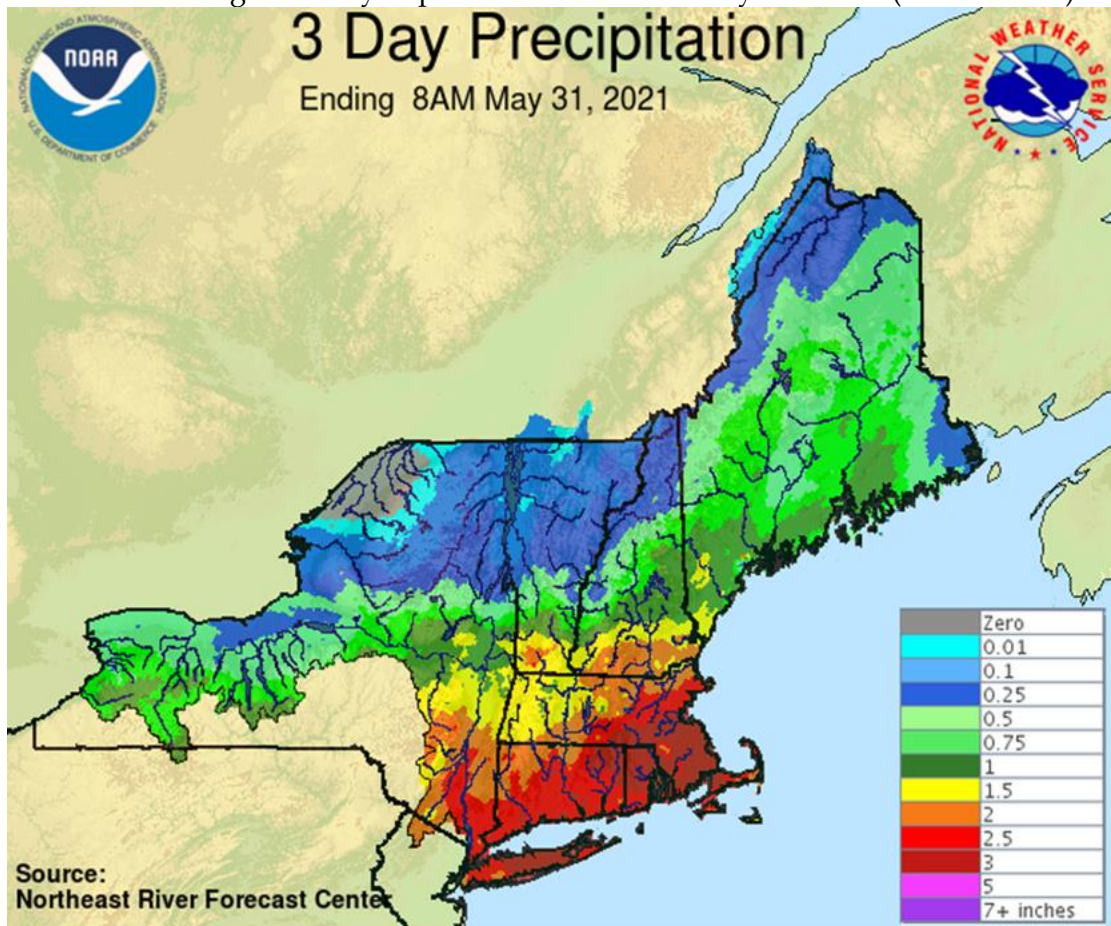 3 Day Precipitation
Ending 8AM May 31, 2021
NOAA
NATIONAL OCEANIC AND ATMOSPHERIC ADMINISTRATION
U.S. DEPARTMENT OF COMMERCE
NATIONAL WEATHER SERVICE
Zero
0.01
0.1
0.25
0.5
0.75
1
1.5
2
2.5
3
5
7+ inches
Source:
Northeast River Forecast Center